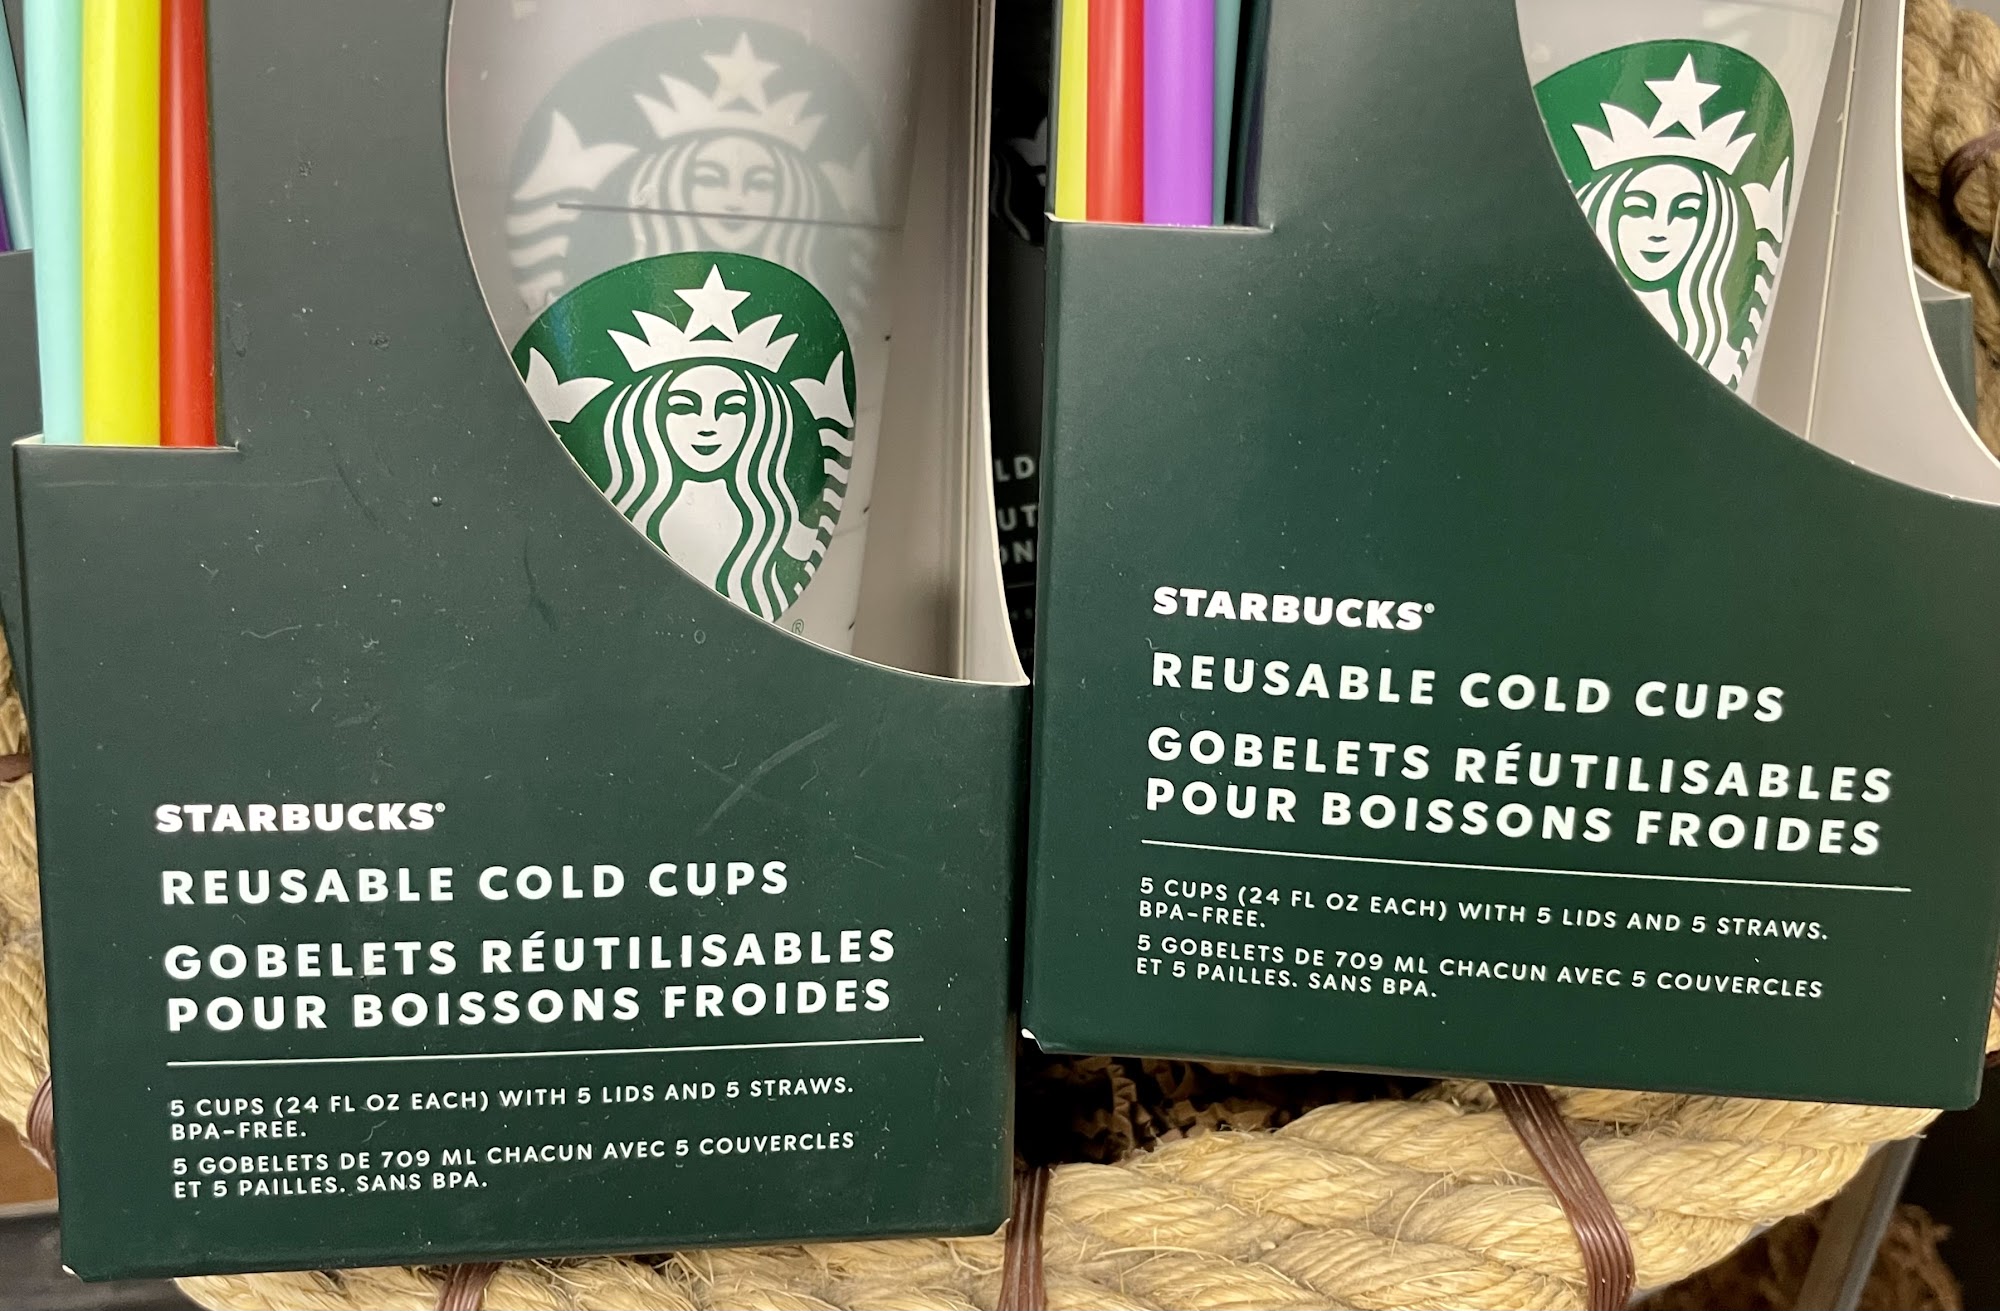 STARBUCKS®
REUSABLE COLD CUPS
GOBELETS RÉUTILISABLES
POUR BOISSONS FROIDES
5 CUPS (24 FL OZ EACH) WITH 5 LIDS AND 5 STRAWS.
BPA-FREE.
5 GOBELETS DE 709 ML CHACUN AVEC 5 COUVERCLES
ET 5 PAILLES. SANS BPA.
®
STARBUCKS®
REUSABLE COLD CUPS
GOBELETS RÉUTILISABLES
POUR BOISSONS FROIDES
5 CUPS (24 FL OZ EACH) WITH 5 LIDS AND 5 STRAWS.
BPA-FREE.
5 GOBELETS DE 709 ML CHACUN AVEC 5 COUVERCLES
ET 5 PAILLES. SANS BPA.